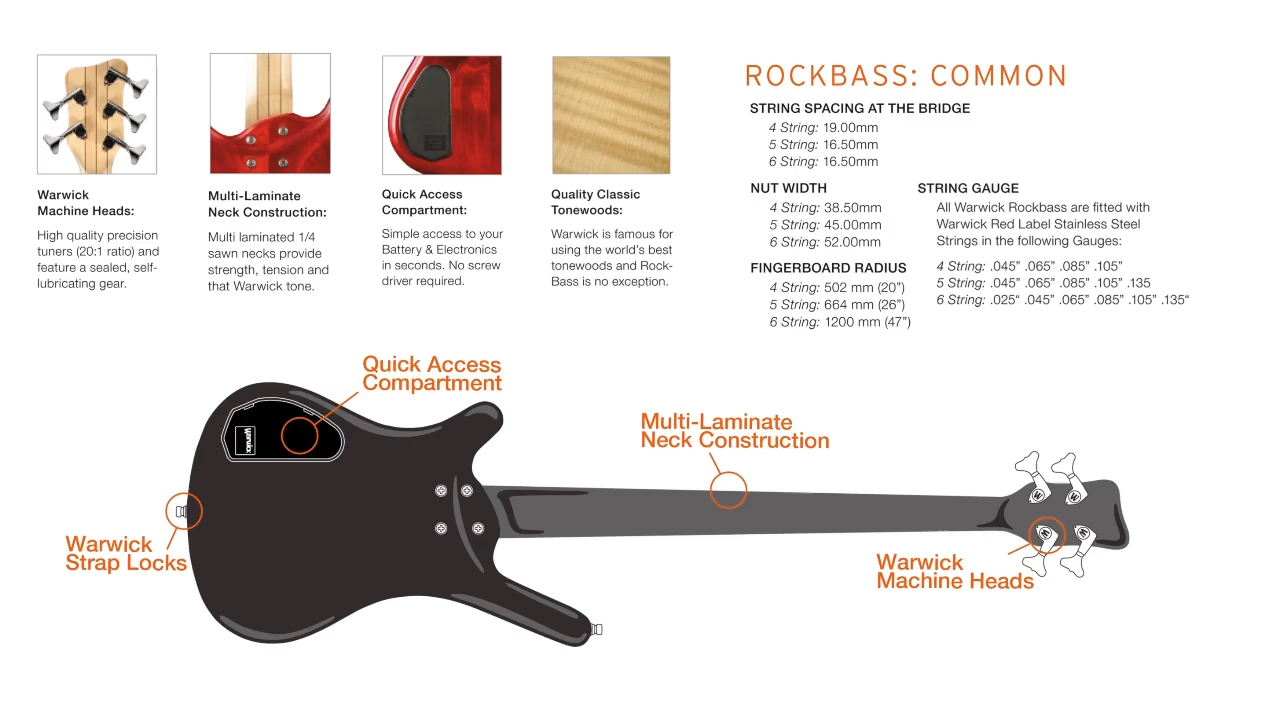 Warwick
Machine Heads:
High quality precision
tuners (20:1 ratio) and
feature a sealed, self-
lubricating gear.
Multi-Laminate
Neck Construction:
Multi laminated 1/4
sawn necks provide
strength, tension and
that Warwick tone.
Quick Access
Compartment:
Simple access to your
Battery & Electronics
in seconds. No screw
driver required.
Quality Classic
Tonewoods:
Warwick is famous for
using the world’s best
tonewoods and Rock-
Bass is no exception.
ROCKBASS: COMMON
STRING SPACING AT THE BRIDGE
4 String: 19.00mm
5 String: 16.50mm
6 String: 16.50mm
NUT WIDTH
4 String: 38.50mm
5 String: 45.00mm
6 String: 52.00mm
FINGERBOARD RADIUS
4 String: 502 mm (20”)
5 String: 664 mm (26”)
6 String: 1200 mm (47”)
STRING GAUGE
All Warwick Rockbass are fitted with
Warwick Red Label Stainless Steel
Strings in the following Gauges:
4 String: .045” .065” .085” .105”
5 String: .045” .065” .085” .105” .135
6 String: .025“ .045” .065” .085” .105” .135“
Quick Access
Compartment
Warwick
Multi-Laminate
Neck Construction
Warwick
Strap Locks
W
W
W
W
Warwick
Machine Heads